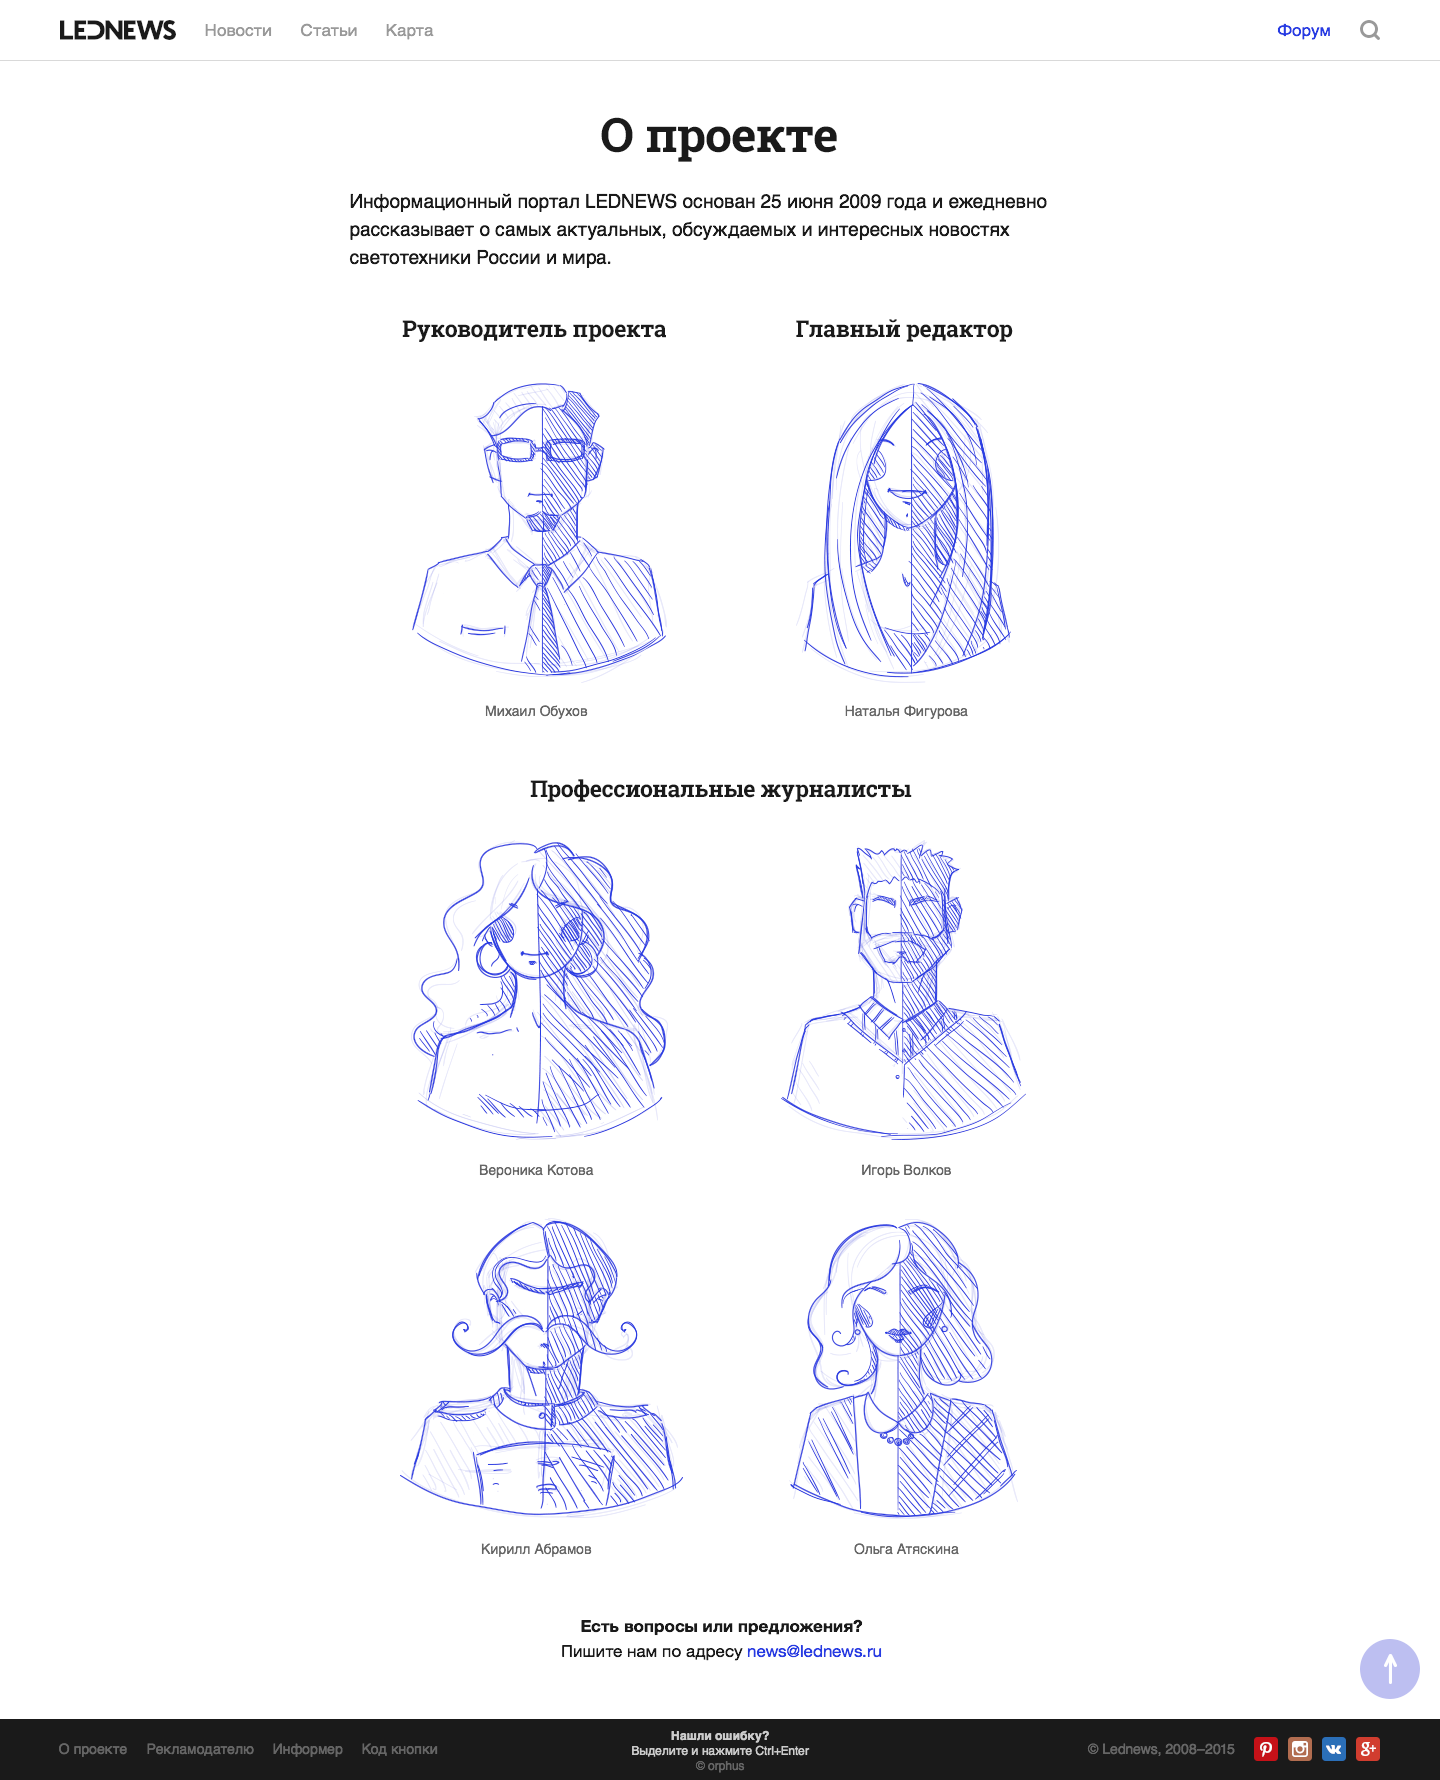 LEDNEWS Новости Статьи Карта Форум
О проекте
Информационный портал LEDNEWS основан 25 июня 2009 года и ежедневно
рассказывает о самых актуальных, обсуждаемых и интересных новостях
светотехники России и мира.
Руководитель проекта Главный редактор
Михаил Обухов Наталья Фигурова
Профессиональные журналисты
Вероника Котова Игорь Волков
Кирилл Абрамов Ольга Атяскина
Есть вопросы или предложения?
Пишите нам по адресу news@lednews.ru
О проекте Рекламодателю Информер Код кнопки
Нашли ошибку?
Выделите и нажмите Ctrl+Enter
© orphus
© Lednews, 2008–2015